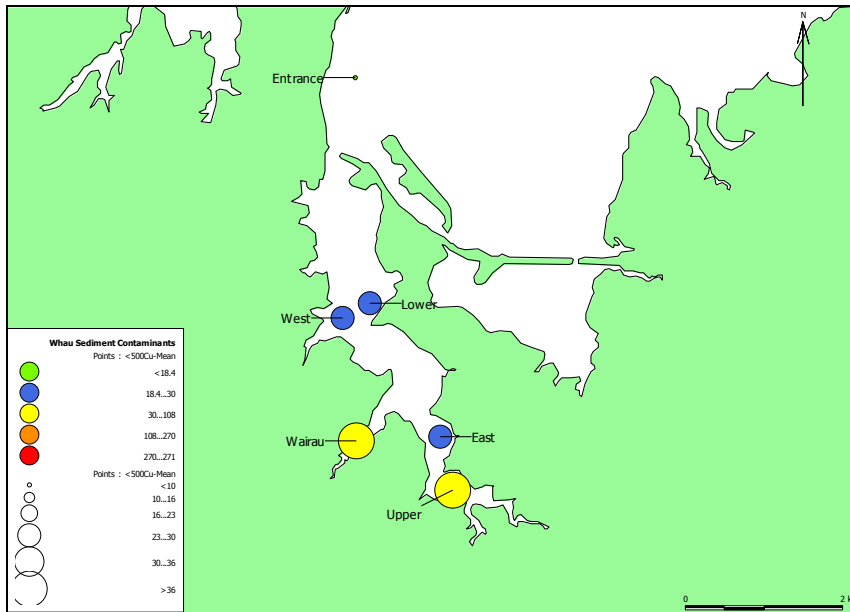 N
Entrance
Lower
West
Wairau
East
Upper
Whau Sediment Contaminants
Points : <500Cu-Mean
<18.4
18.4...30
30...108
108...270
270...271
Points : <500Cu-Mean
<10
10...16
16...23
23...30
30...36
>36
0 2 k